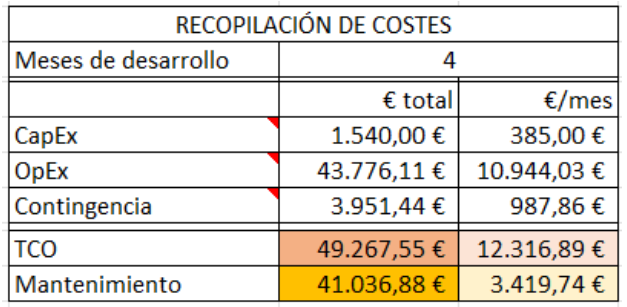 RECOPILACIÓN DE COSTES
Meses de desarrollo 4
€ total €/mes
CapEx 1.540,00 € 385,00 €
OpEx 43.776,11 € 10.944,03 €
Contingencia 3.951,44 € 987,86 €
TCO 49.267,55 € 12.316,89 €
Mantenimiento 41.036,88 € 3.419,74 €